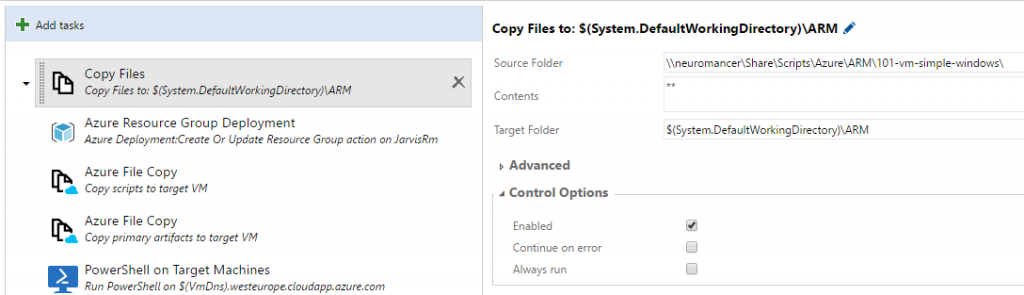 Add tasks
Copy Files
Copy Files to: $(System.DefaultWorkingDirectory)\ARM
Azure Resource Group Deployment
Azure Deployment:Create Or Update Resource Group action on JarvisRm
Azure File Copy
Copy scripts to target VM
Azure File Copy
Copy primary artifacts to target VM
PowerShell on Target Machines
Run PowerShell on $(VmDns).westeurope.cloudapp.azure.com
Copy Files to: $(System.DefaultWorkingDirectory)\ARM
Source Folder
\\neuromancer\Share\Scripts\Azure\ARM\101-vm-simple-windows\
Contents
**
Target Folder
$(System.DefaultWorkingDirectory)\ARM
Advanced
Control Options
Enabled
Continue on error
Always run